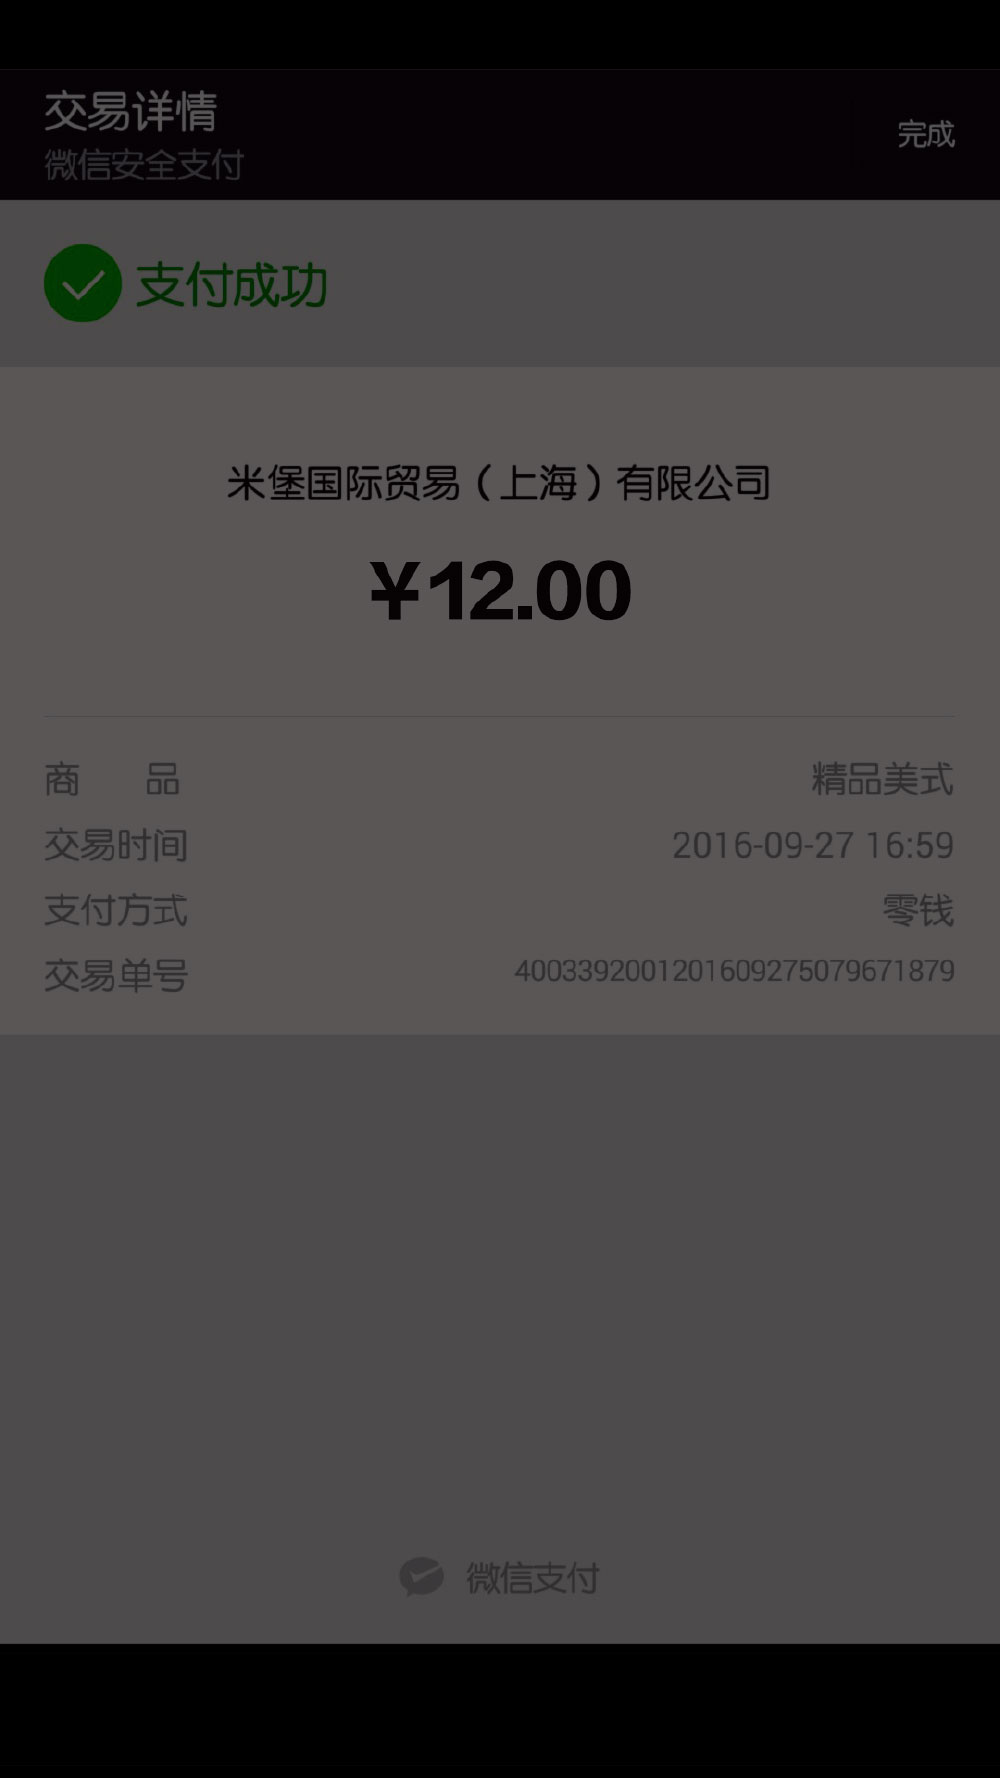 交易详情
微信安全支付
完成
支付成功
米堡国际贸易（上海）有限公司
¥12.00
商 品 精品美式
交易时间 2016-09-27 16:59
支付方式 零钱
交易单号 4003392001201609275079671879
微信支付